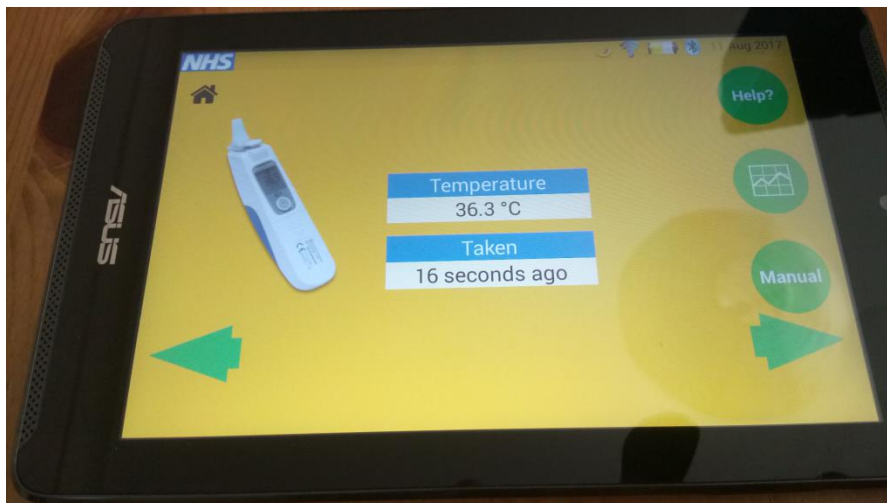 NHS
11 Aug 2017
Help?
Temperature
36.3 °C
Taken
16 seconds ago
Manual
ASUS